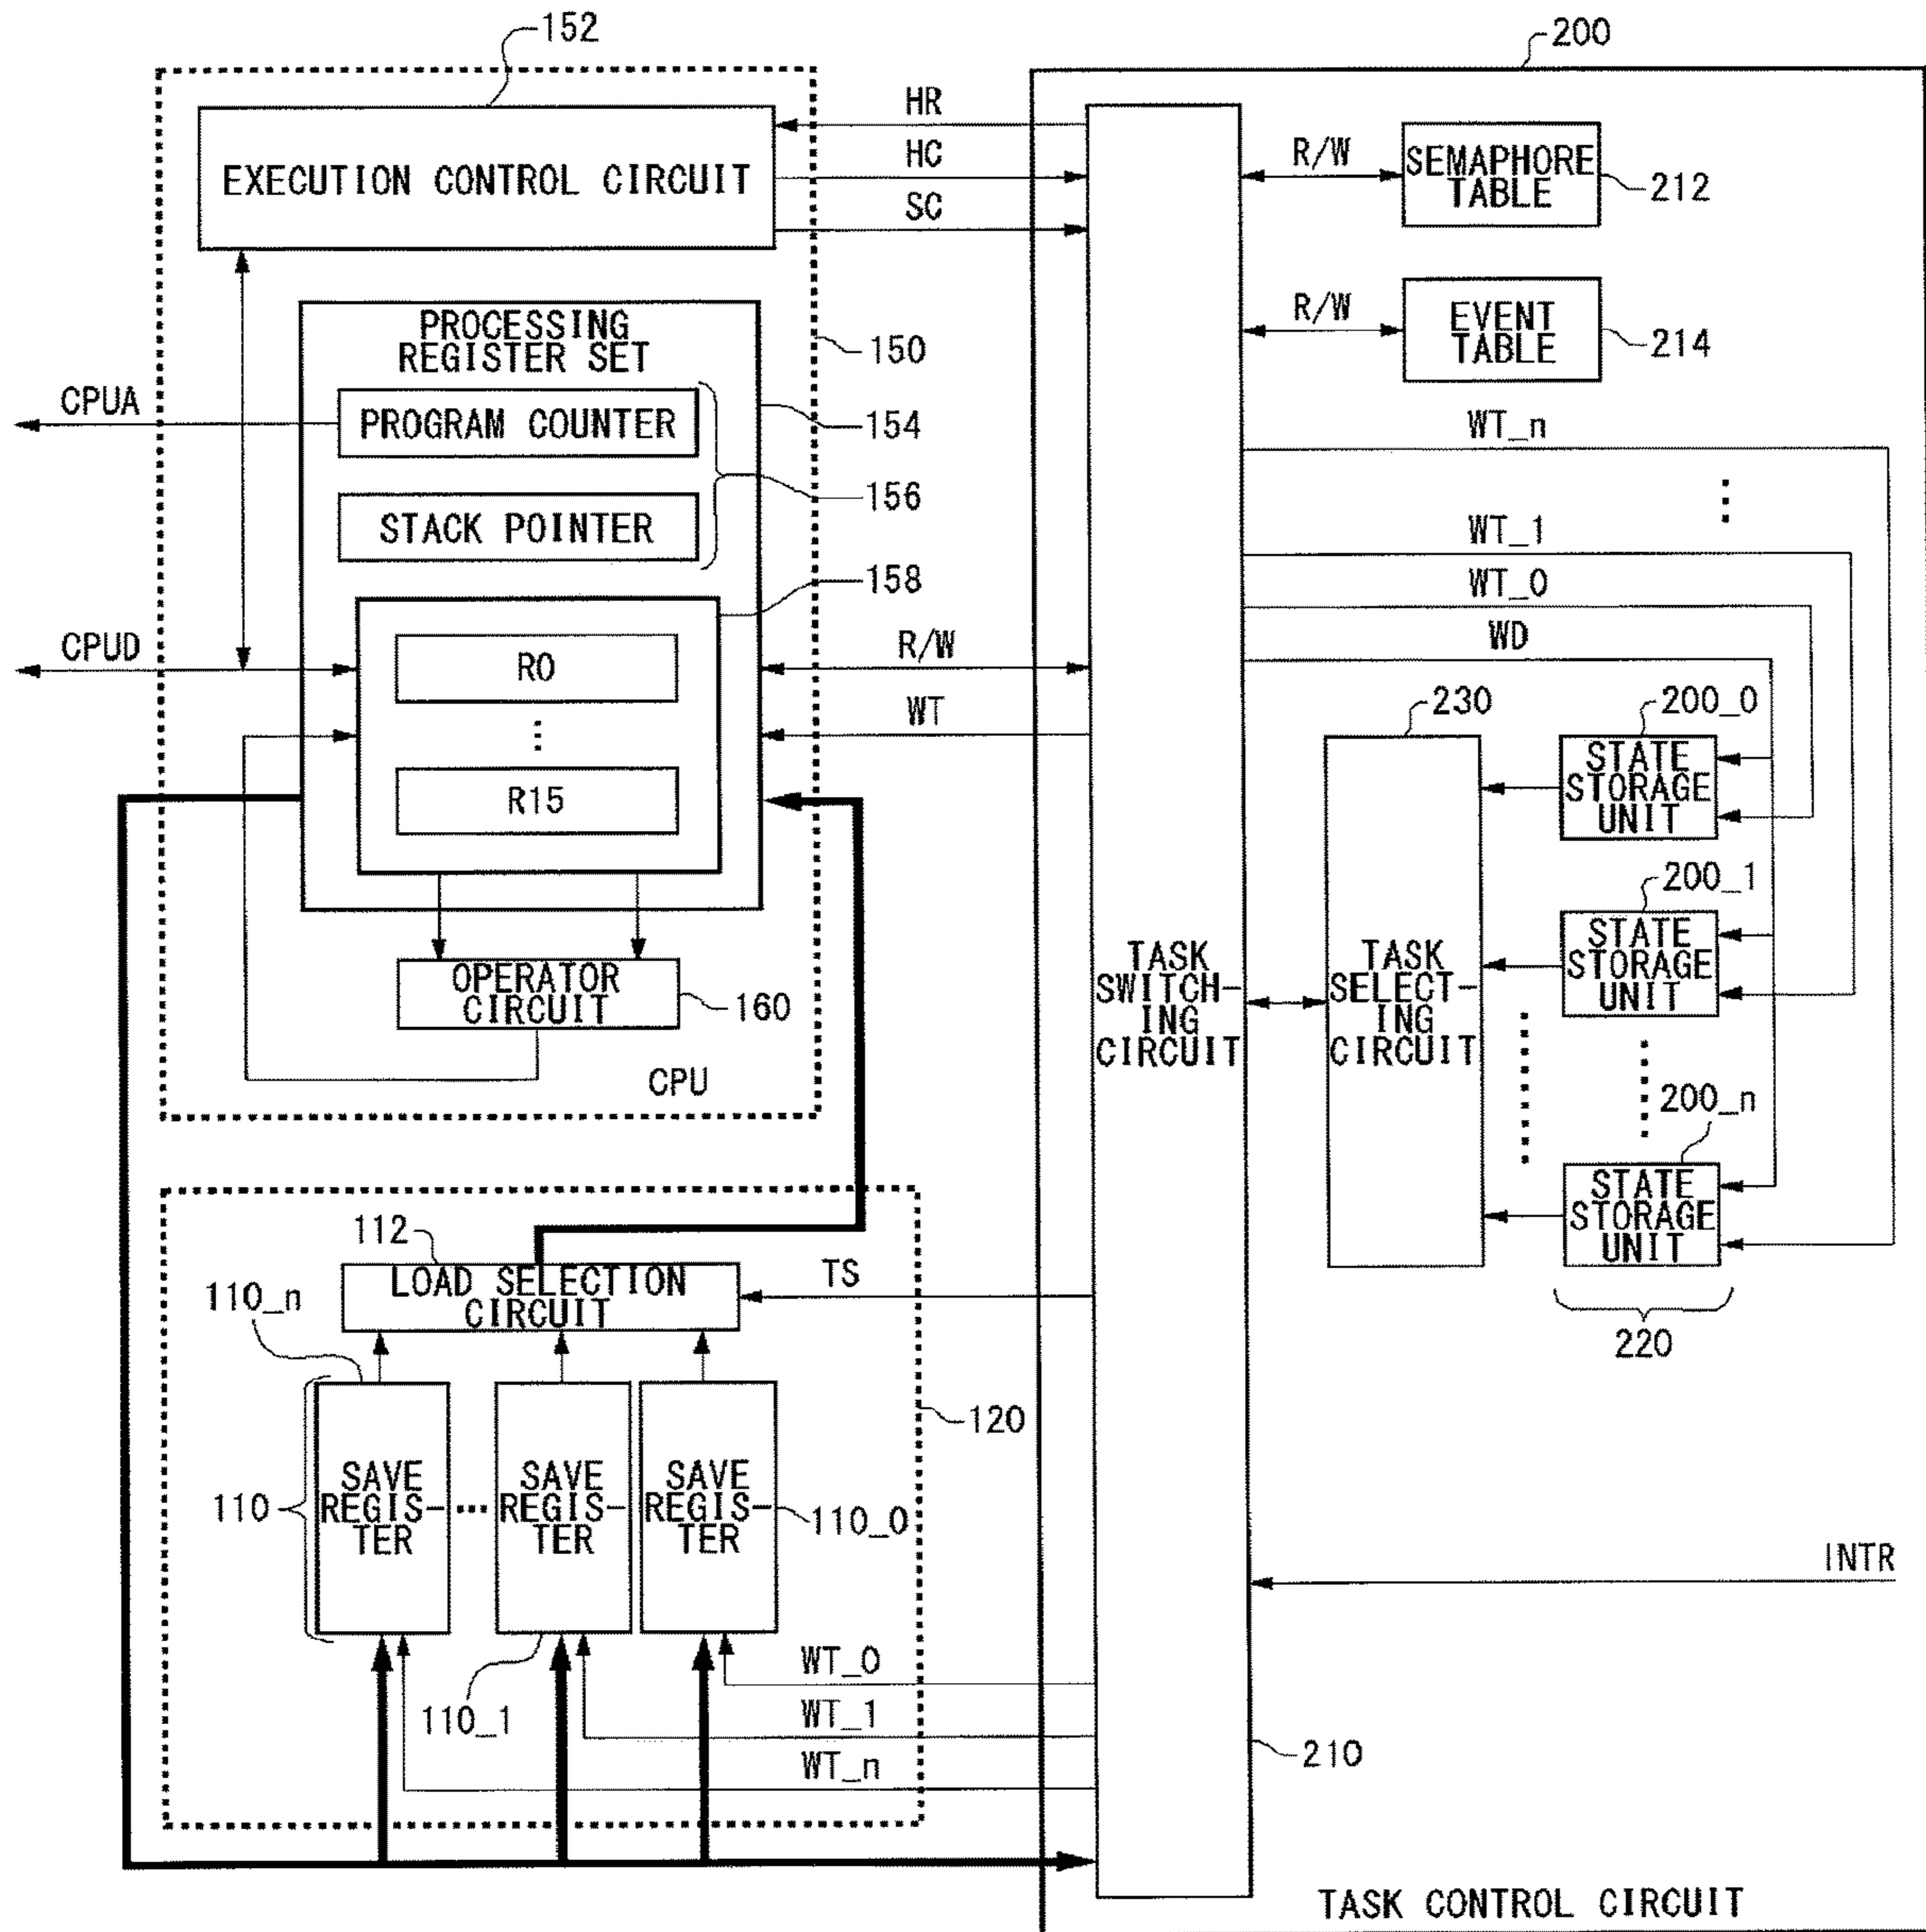 152
200
EXECUTION CONTROL CIRCUIT
HR
HC
SC
R/W
SEMAPHORE
TABLE
212
R/W
EVENT
TABLE
214
PROCESSING
REGISTER SET
150
CPUA
PROGRAM COUNTER
154
156
STACK POINTER
158
WT_n
WT_1
WT_0
WD
CPUD
R0
R15
R/W
WT
230
200_0
STATE
STORAGE
UNIT
200_1
STATE
STORAGE
UNIT
200_n
STATE
STORAGE
UNIT
220
OPERATOR
CIRCUIT
160
CPU
TASK
SWITCH-
ING
CIRCUIT
TASK
SELECT-
ING
CIRCUIT
112
LOAD SELECTION
CIRCUIT
TS
110_n
120
110
SAVE
REGIS-
TER
SAVE
REGIS-
TER
SAVE
REGIS-
TER
110_0
110_1
INTR
WT_0
WT_1
WT_n
210
TASK CONTROL CIRCUIT